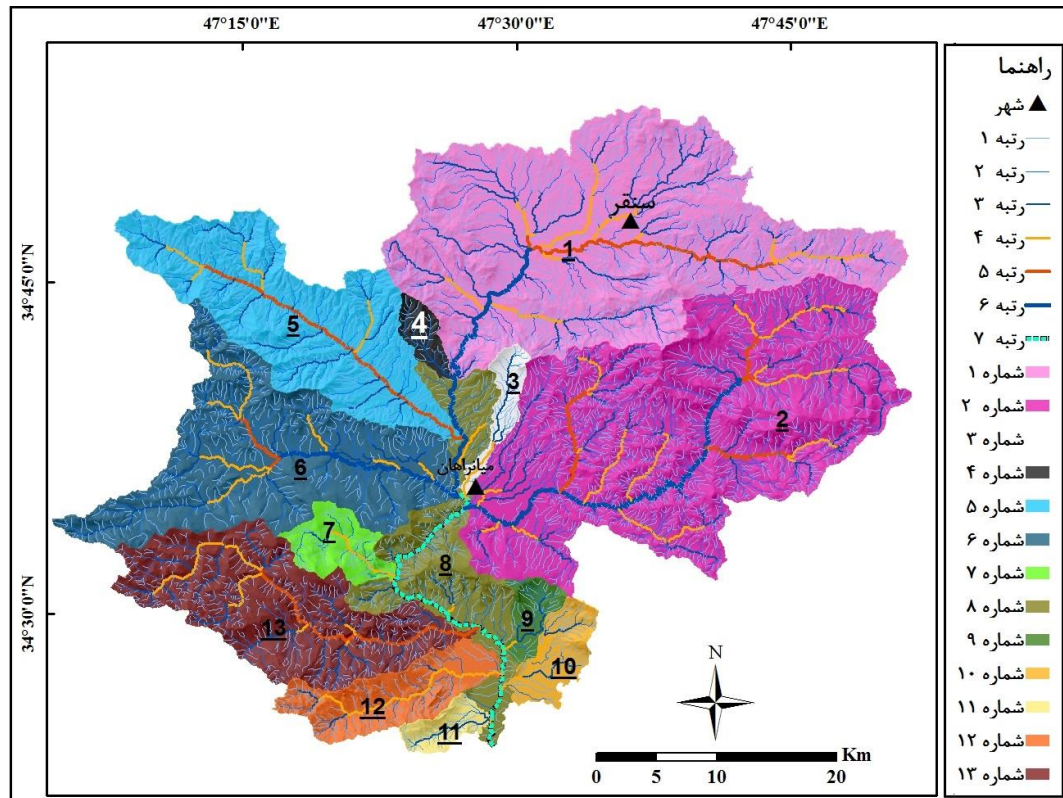 47°15'0"E
47°30'0"E
47°45'0"E
34°45'0"N
34°30'0"N
سنقر
1
4
5
3
2
6
میانراهان
7
8
9
13
10
12
11
N
0 5 10 20
Km
راهنما
شهر
رتبه ۱
رتبه ۲
رتبه ۳
رتبه ۴
رتبه ۵
رتبه ۶
رتبه ۷
شماره ۱
شماره ۲
شماره ۳
شماره ۴
شماره ۵
شماره ۶
شماره ۷
شماره ۸
شماره ۹
شماره ۱۰
شماره ۱۱
شماره ۱۲
شماره ۱۳